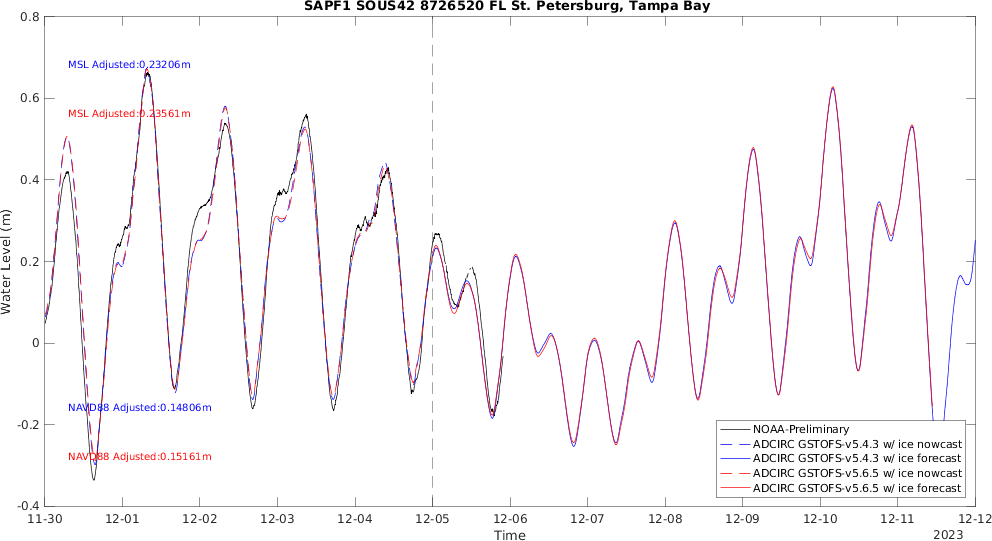 SAPF1 SOUS42 8726520 FL St. Petersburg, Tampa Bay
0.8
0.6
0.4
0.2
0
-0.2
-0.4
Water Level (m)
MSL Adjusted:0.23206m
MSL Adjusted:0.23561m
NAVD88 Adjusted:0.14806m
NAVD88 Adjusted:0.15161m
NOAA-Preliminary
ADCIRC GSTOFS-v5.4.3 w/ ice nowcast
ADCIRC GSTOFS-v5.4.3 w/ ice forecast
ADCIRC GSTOFS-v5.6.5 w/ ice nowcast
ADCIRC GSTOFS-v5.6.5 w/ ice forecast
11-30 12-01 12-02 12-03 12-04 12-05 12-06 12-07 12-08 12-09 12-10 12-11 12-12
Time
2023